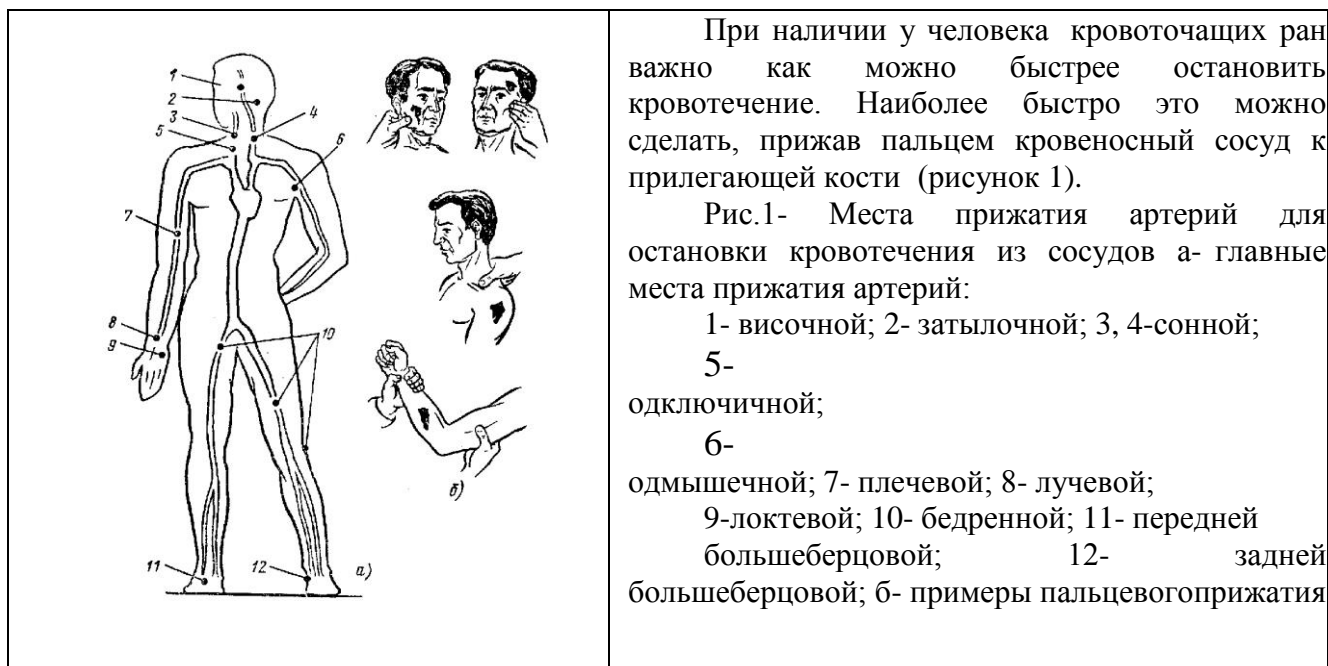 1
2
3
5
4
6
7
8
9
10
11
12
а)
б)
При наличии у человека кровоточащих ран
важно как можно быстрее остановить
кровотечение. Наиболее быстро это можно
сделать, прижав пальцем кровеносный сосуд к
прилегающей кости (рисунок 1).
Рис.1- Места прижатия артерий для
остановки кровотечения из сосудов а- главные
места прижатия артерий:
1- височной; 2- затылочной; 3, 4-сонной;
5-
одключичной;
6-
одмышечной; 7- плечевой; 8- лучевой;
9-локтевой; 10- бедренной; 11- передней
большеберцовой; 12- задней
большеберцовой; б- примеры пальцевогоприжатия